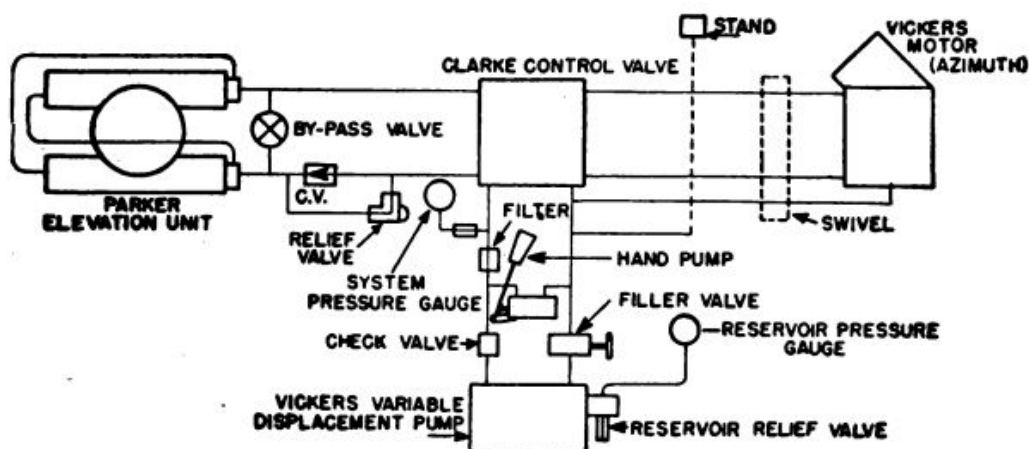 STAND
VICKERS
MOTOR
(AZIMUTH)
CLARKE CONTROL VALVE
BY-PASS VALVE
C.V.
PARKER
ELEVATION UNIT
RELIEF
VALVE
SYSTEM
PRESSURE GAUGE
FILTER
HAND PUMP
SWIVEL
FILLER VALVE
CHECK VALVE
RESERVOIR PRESSURE
GAUGE
VICKERS VARIABLE
DISPLACEMENT PUMP
RESERVOIR RELIEF VALVE